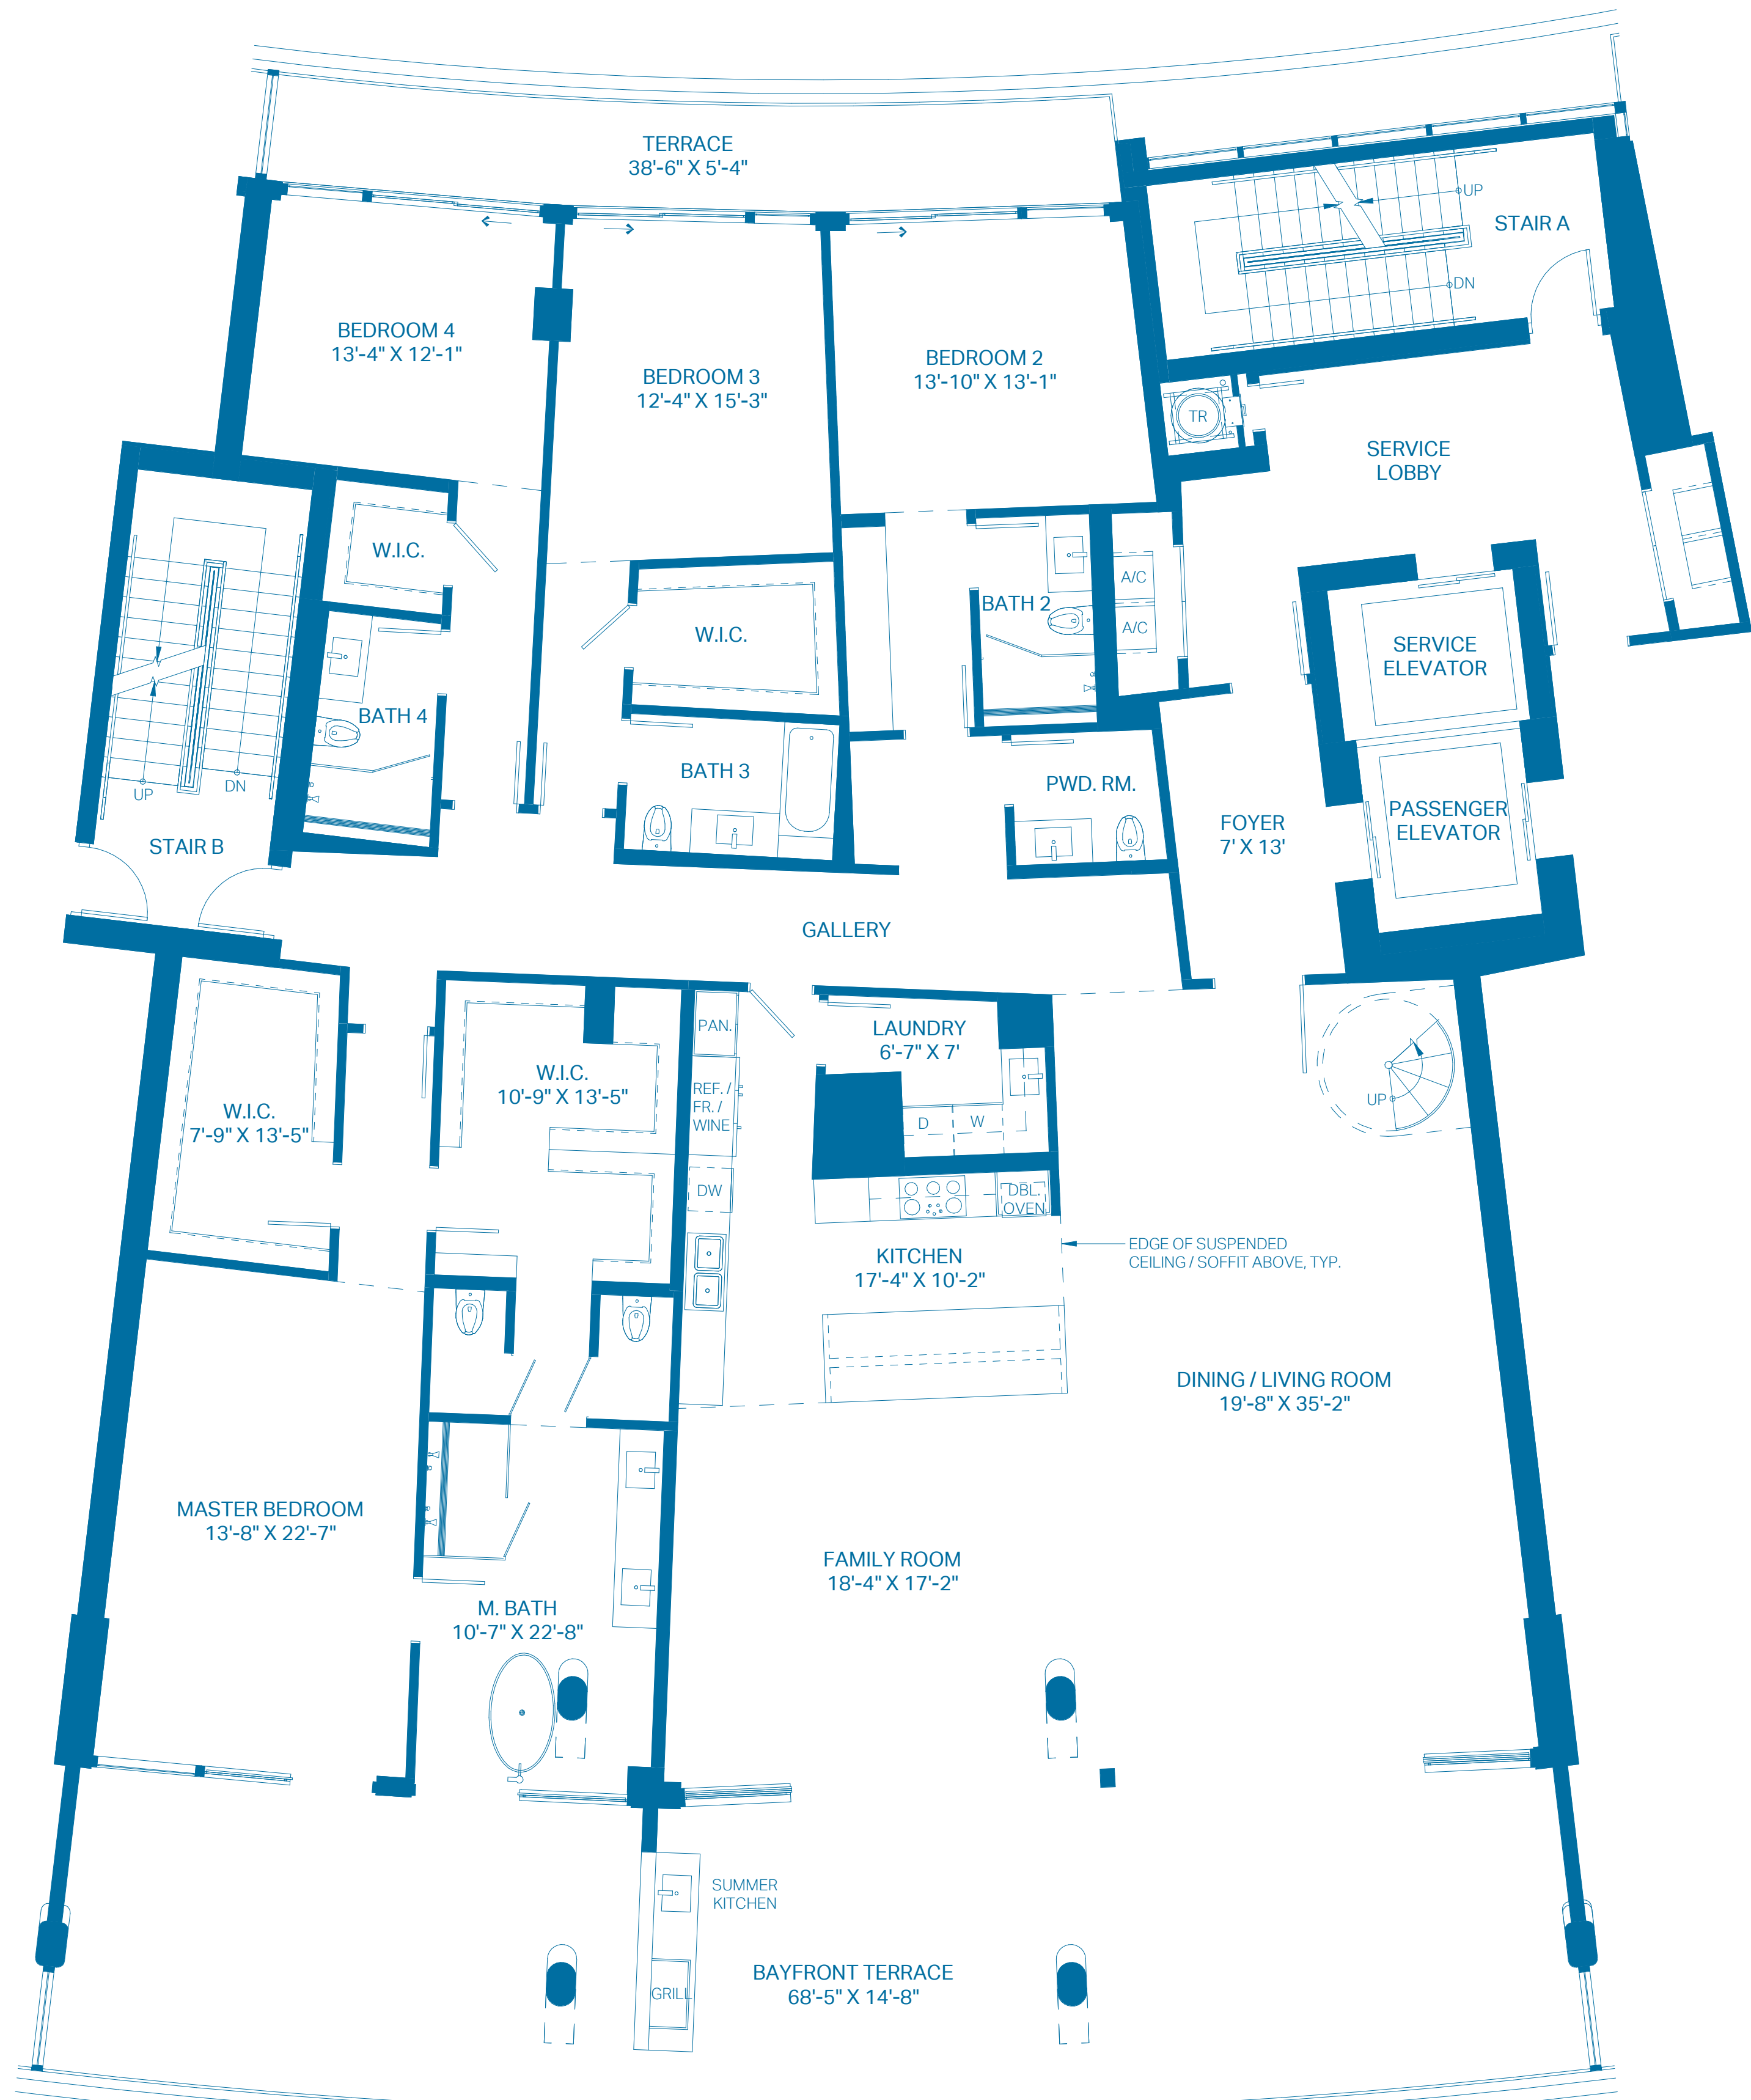 TERRACE
38'-6" X 5'-4"
UP
STAIR A
DN
BEDROOM 4
13'-4" X 12'-1"
BEDROOM 3
12'-4" X 15'-3"
BEDROOM 2
13'-10" X 13'-1"
TR
SERVICE
LOBBY
W.I.C.
W.I.C.
BATH 2
A/C
A/C
SERVICE
ELEVATOR
BATH 4
BATH 3
PWD. RM.
FOYER
7' X 13'
PASSENGER
ELEVATOR
UP
DN
STAIR B
GALLERY
PAN.
LAUNDRY
6'-7" X 7'
W.I.C.
10'-9" X 13'-5"
REF. /
FR. /
WINE
W.I.C.
7'-9" X 13'-5"
D
W
UP
DW
DBL.
OVEN
KITCHEN
17'-4" X 10'-2"
EDGE OF SUSPENDED
CEILING / SOFFIT ABOVE, TYP.
DINING / LIVING ROOM
19'-8" X 35'-2"
MASTER BEDROOM
13'-8" X 22'-7"
FAMILY ROOM
18'-4" X 17'-2"
M. BATH
10'-7" X 22'-8"
SUMMER
KITCHEN
BAYFRONT TERRACE
68'-5" X 14'-8"
GRILL